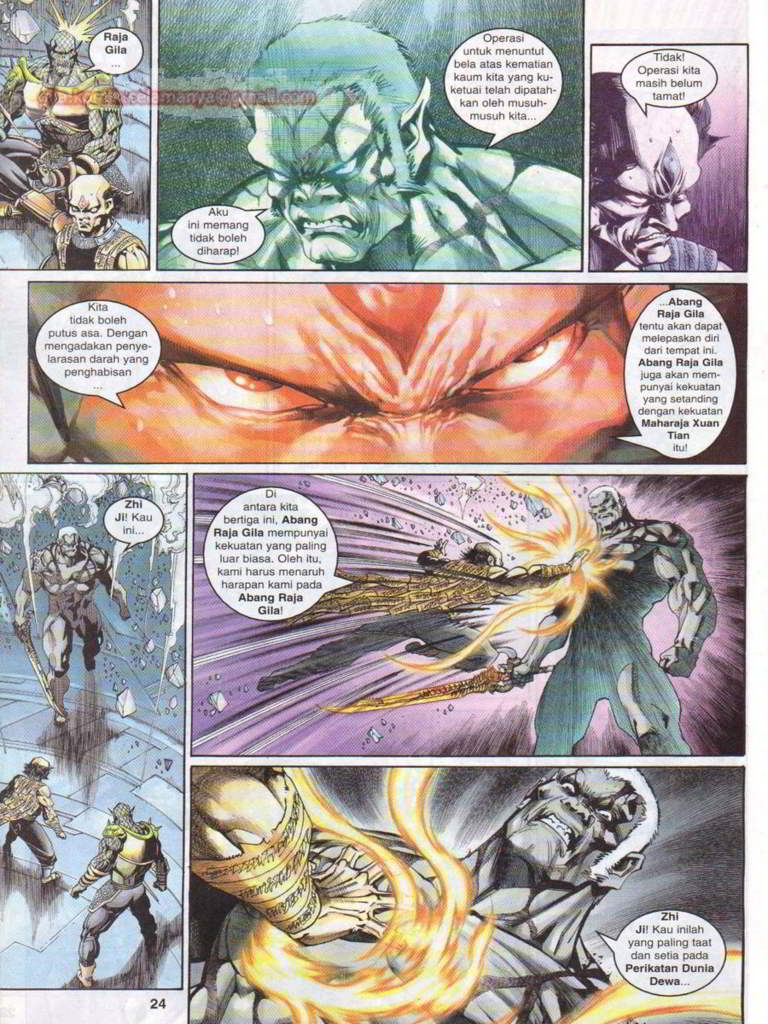 Raja
Gila
...
Operasi
untuk menuntut
bela atas kematian
kaum kita yang ku-
ketuai telah dipatah-
kan oleh musuh-
musuh kita...
Aku
ini memang
tidak boleh
diharap!
Tidak!
Operasi kita
masih belum
tamat!
Kita
tidak boleh
putus asa. Dengan
mengadakan penye-
larasan darah yang
penghabisan
...
...Abang
Raja Gila
tentu akan dapat
melepaskan diri
dari tempat ini.
Abang Raja Gila
juga akan mem-
punyai kekuatan
yang setanding
dengan kekuatan
Maharaja Xuan
Tian
itu!
Zhi
Ji! Kau
ini...
Di
antara kita
bertiga ini, Abang
Raja Gila mempunyai
kekuatan yang paling
luar biasa. Oleh itu,
kami harus menaruh
harapan kami pada
Abang Raja
Gila!
Zhi
Ji! Kau inilah
yang paling taat
dan setia pada
Perikatan Dunia
Dewa...
24